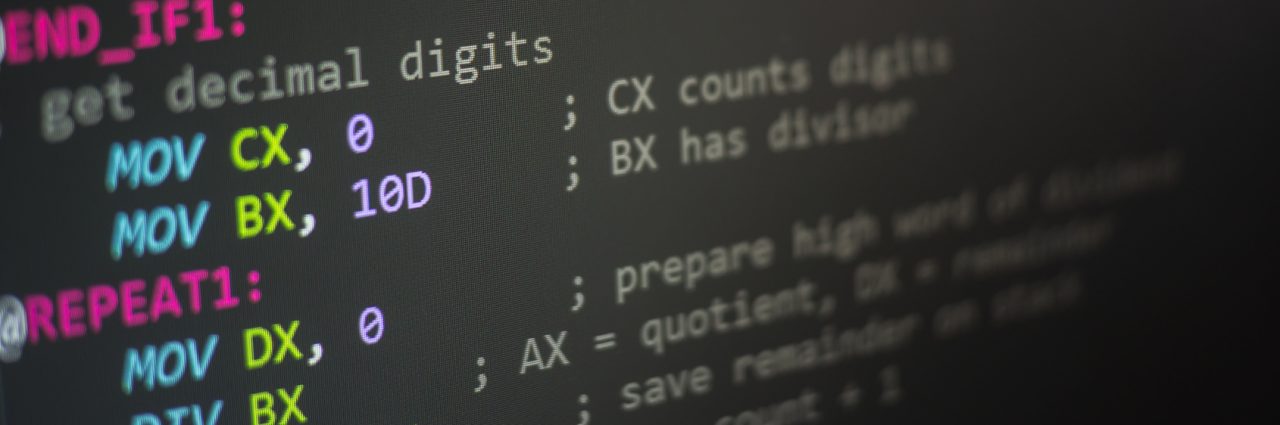 @END_IF1:
; get decimal digits
MOV CX, 0 ; CX counts digits
MOV BX, 10D ; BX has divisor
@REPEAT1:
MOV DX, 0 ; prepare high word of dividend
DIV BX ; AX = quotient, DX = remainder
; save remainder on stack
count + 1